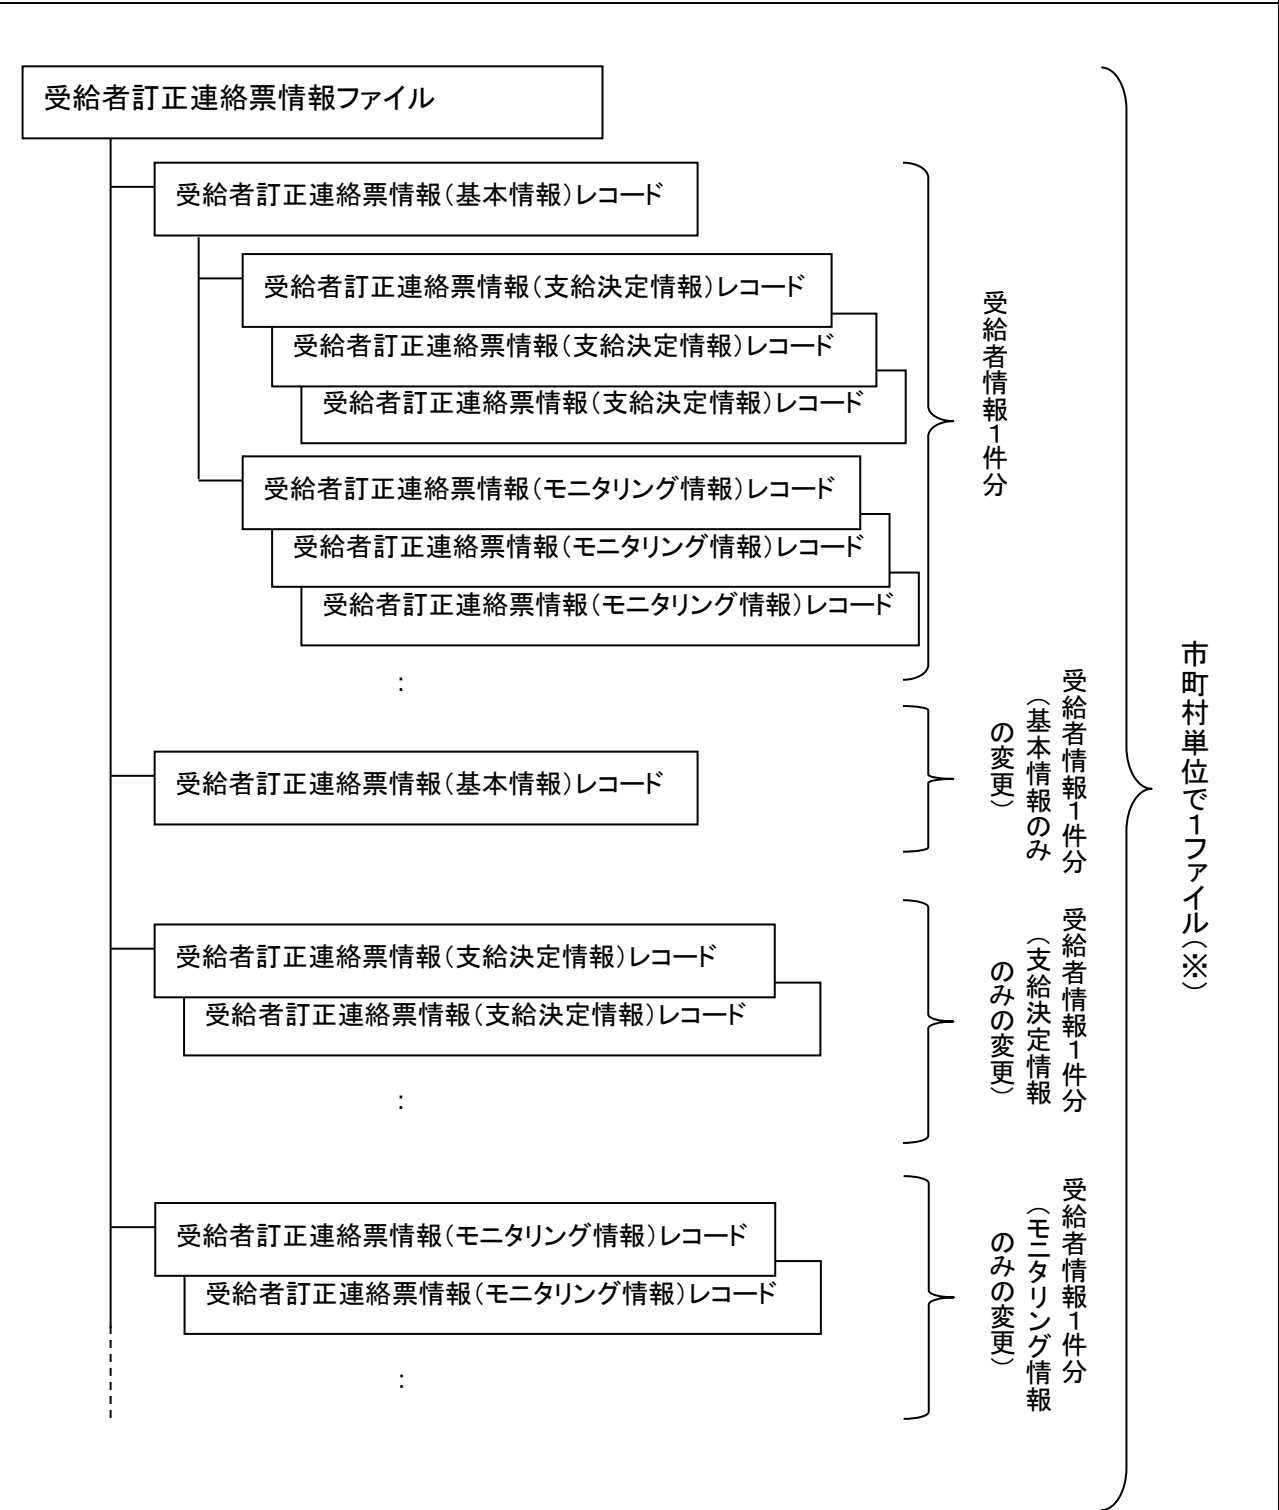 受給者訂正連絡票情報ファイル
受給者訂正連絡票情報（基本情報）レコード
受給者訂正連絡票情報（支給決定情報）レコード
受給者訂正連絡票情報（支給決定情報）レコード
受給者訂正連絡票情報（支給決定情報）レコード
受給者訂正連絡票情報（モニタリング情報）レコード
受給者訂正連絡票情報（モニタリング情報）レコード
受給者訂正連絡票情報（モニタリング情報）レコード
：
受給者情報１件分
受給者訂正連絡票情報（基本情報）レコード
受給者情報１件分
（基本情報のみ
の変更）
受給者訂正連絡票情報（支給決定情報）レコード
受給者訂正連絡票情報（支給決定情報）レコード
：
受給者情報１件分
（支給決定情報
のみの変更）
受給者訂正連絡票情報（モニタリング情報）レコード
受給者訂正連絡票情報（モニタリング情報）レコード
：
受給者情報１件分
（モニタリング情報
のみの変更）
市町村単位で１ファイル（※）